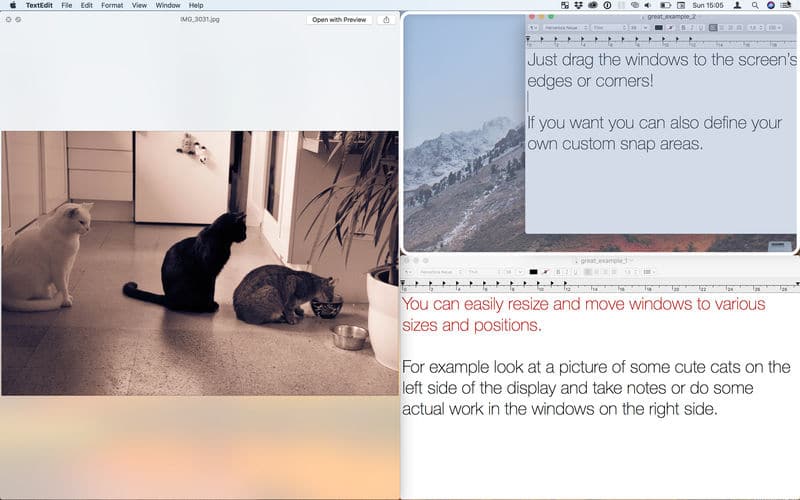 TextEdit File Edit Format View Window Help
Sun 15:05
IMG_3031.jpg
Open with Preview
great_example_2
Helvetica Neue
Thin
Just drag the windows to the screen's
edges or corners!
If you want you can also define your
own custom snap areas.
great_example_1
Helvetica Neue
Thin
You can easily resize and move windows to various
sizes and positions.
For example look at a picture of some cute cats on the
left side of the display and take notes or do some
actual work in the windows on the right side.